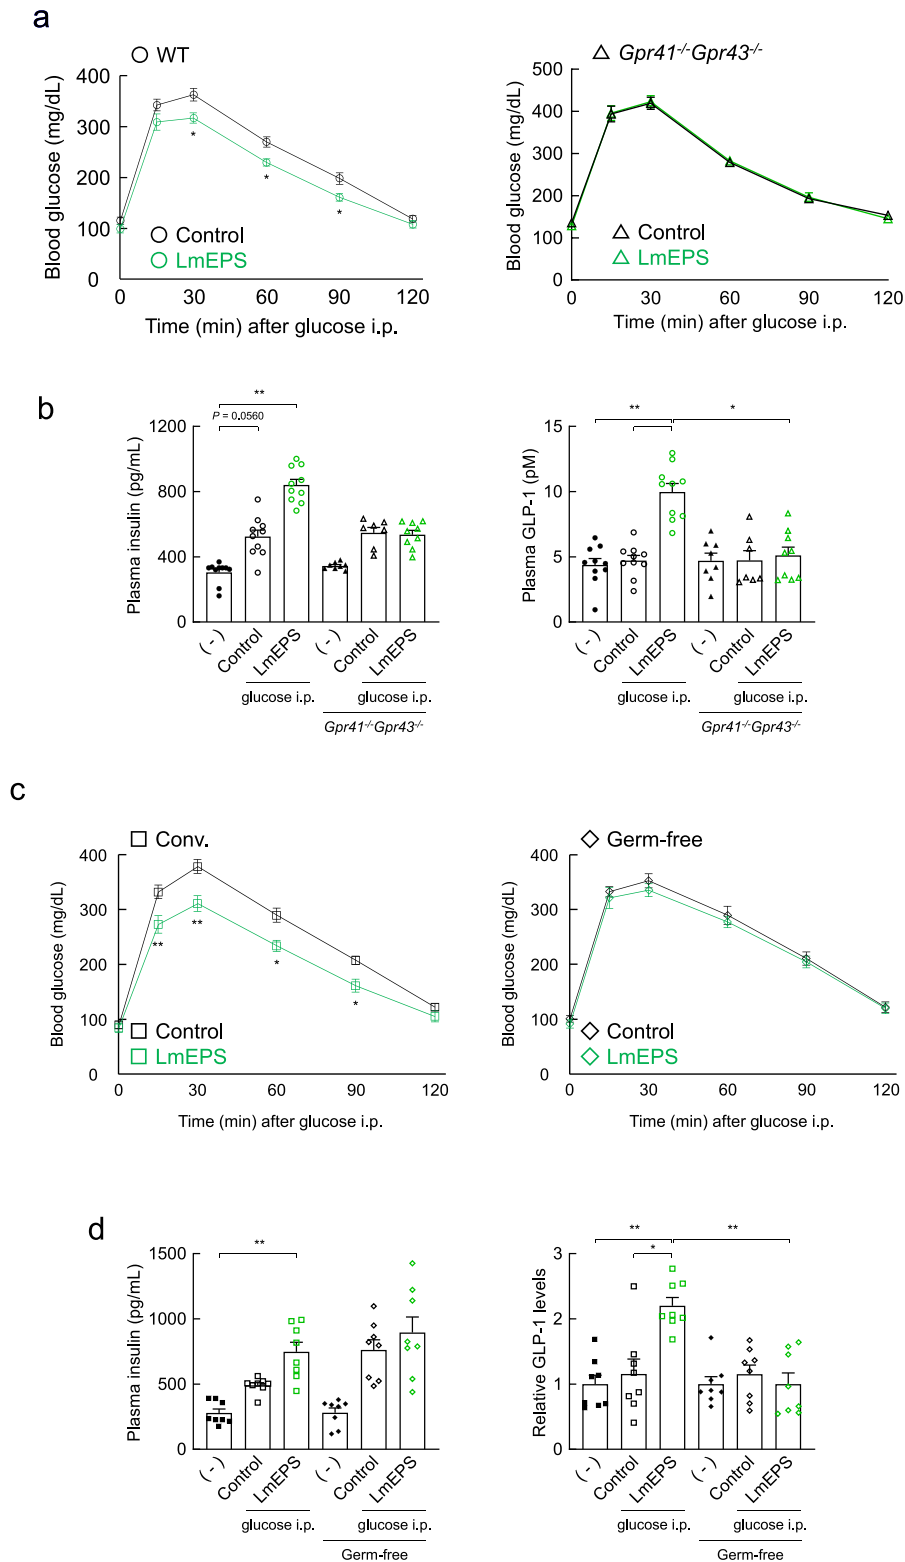 a
WT
Blood glucose (mg/dL)
400
300
200
100
0
*
*
*
Control
LmEPS
0 30 60 90 120
Time (min) after glucose i.p.
Gpr41-/-Gpr43-/-
Blood glucose (mg/dL)
500
400
300
200
100
0
Control
LmEPS
0 30 60 90 120
Time (min) after glucose i.p.
b
Plasma insulin (pg/mL)
1200
800
400
0
**
P = 0.0560
(-) Control LmEPS (-) Control LmEPS
glucose i.p. glucose i.p.
Gpr41-/-Gpr43-/-
Plasma GLP-1 (pM)
15
10
5
0
** *
(-) Control LmEPS (-) Control LmEPS
glucose i.p. glucose i.p.
Gpr41-/-Gpr43-/-
c
Conv.
Blood glucose (mg/dL)
400
300
200
100
0
**
**
*
*
Control
LmEPS
0 30 60 90 120
Time (min) after glucose i.p.
Germ-free
Blood glucose (mg/dL)
400
300
200
100
0
Control
LmEPS
0 30 60 90 120
Time (min) after glucose i.p.
d
Plasma insulin (pg/mL)
1500
1000
500
0
**
(-) Control LmEPS (-) Control LmEPS
glucose i.p. glucose i.p.
Germ-free
Relative GLP-1 levels
3
2
1
0
** **
*
(-) Control LmEPS (-) Control LmEPS
glucose i.p. glucose i.p.
Germ-free